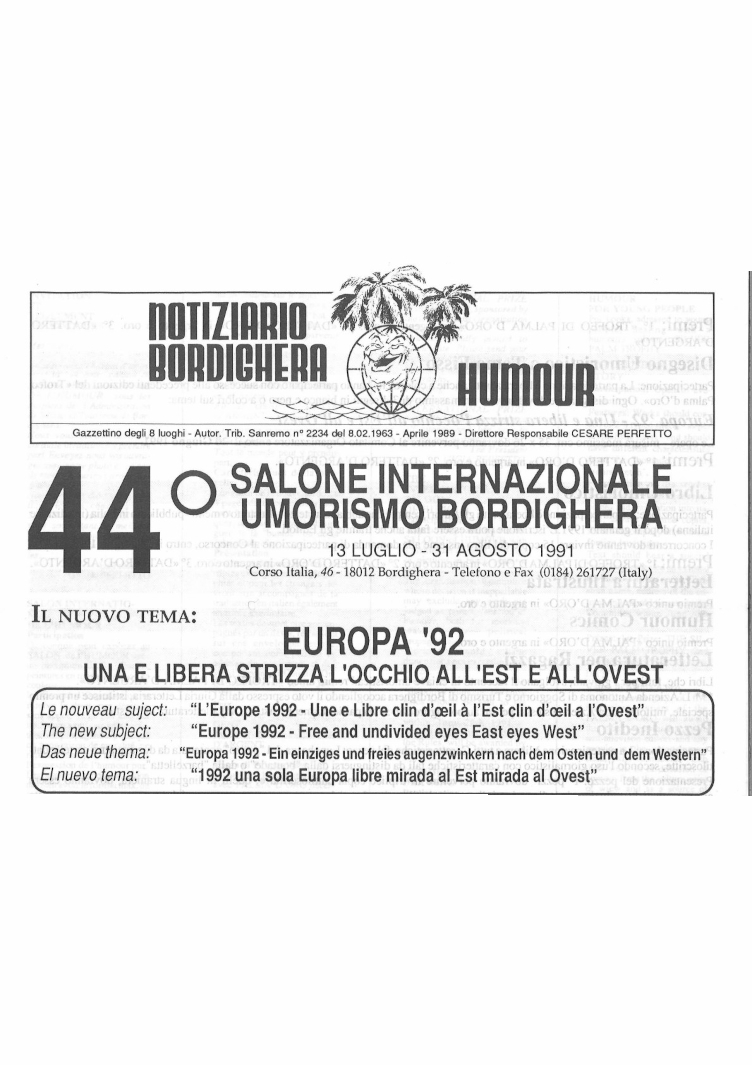 NOTIZIARIO
BORDIGHERA
HUMOUR
Gazzettino degli 8 luoghi - Autor. Trib. Sanremo n° 2234 del 8.02.1963 - Aprile 1989 - Direttore Responsabile CESARE PERFETTO
44° SALONE INTERNAZIONALE
UMORISMO BORDIGHERA
13 LUGLIO - 31 AGOSTO 1991
Corso Italia, 46 - 18012 Bordighera - Telefono e Fax (0184) 261727 (Italy)
IL NUOVO TEMA:
EUROPA '92
UNA E LIBERA STRIZZA L'OCCHIO ALL'EST E ALL'OVEST
Le nouveau suject: “L'Europe 1992 - Une e Libre clin d'œil à l'Est clin d'œil a l'Ovest”
The new subject: “Europe 1992 - Free and undivided eyes East eyes West”
Das neue thema: “Europa 1992 - Ein einziges und freies augenzwinkern nach dem Osten und dem Western”
El nuevo tema: “1992 una sola Europa libre mirada al Est mirada al Ovest”